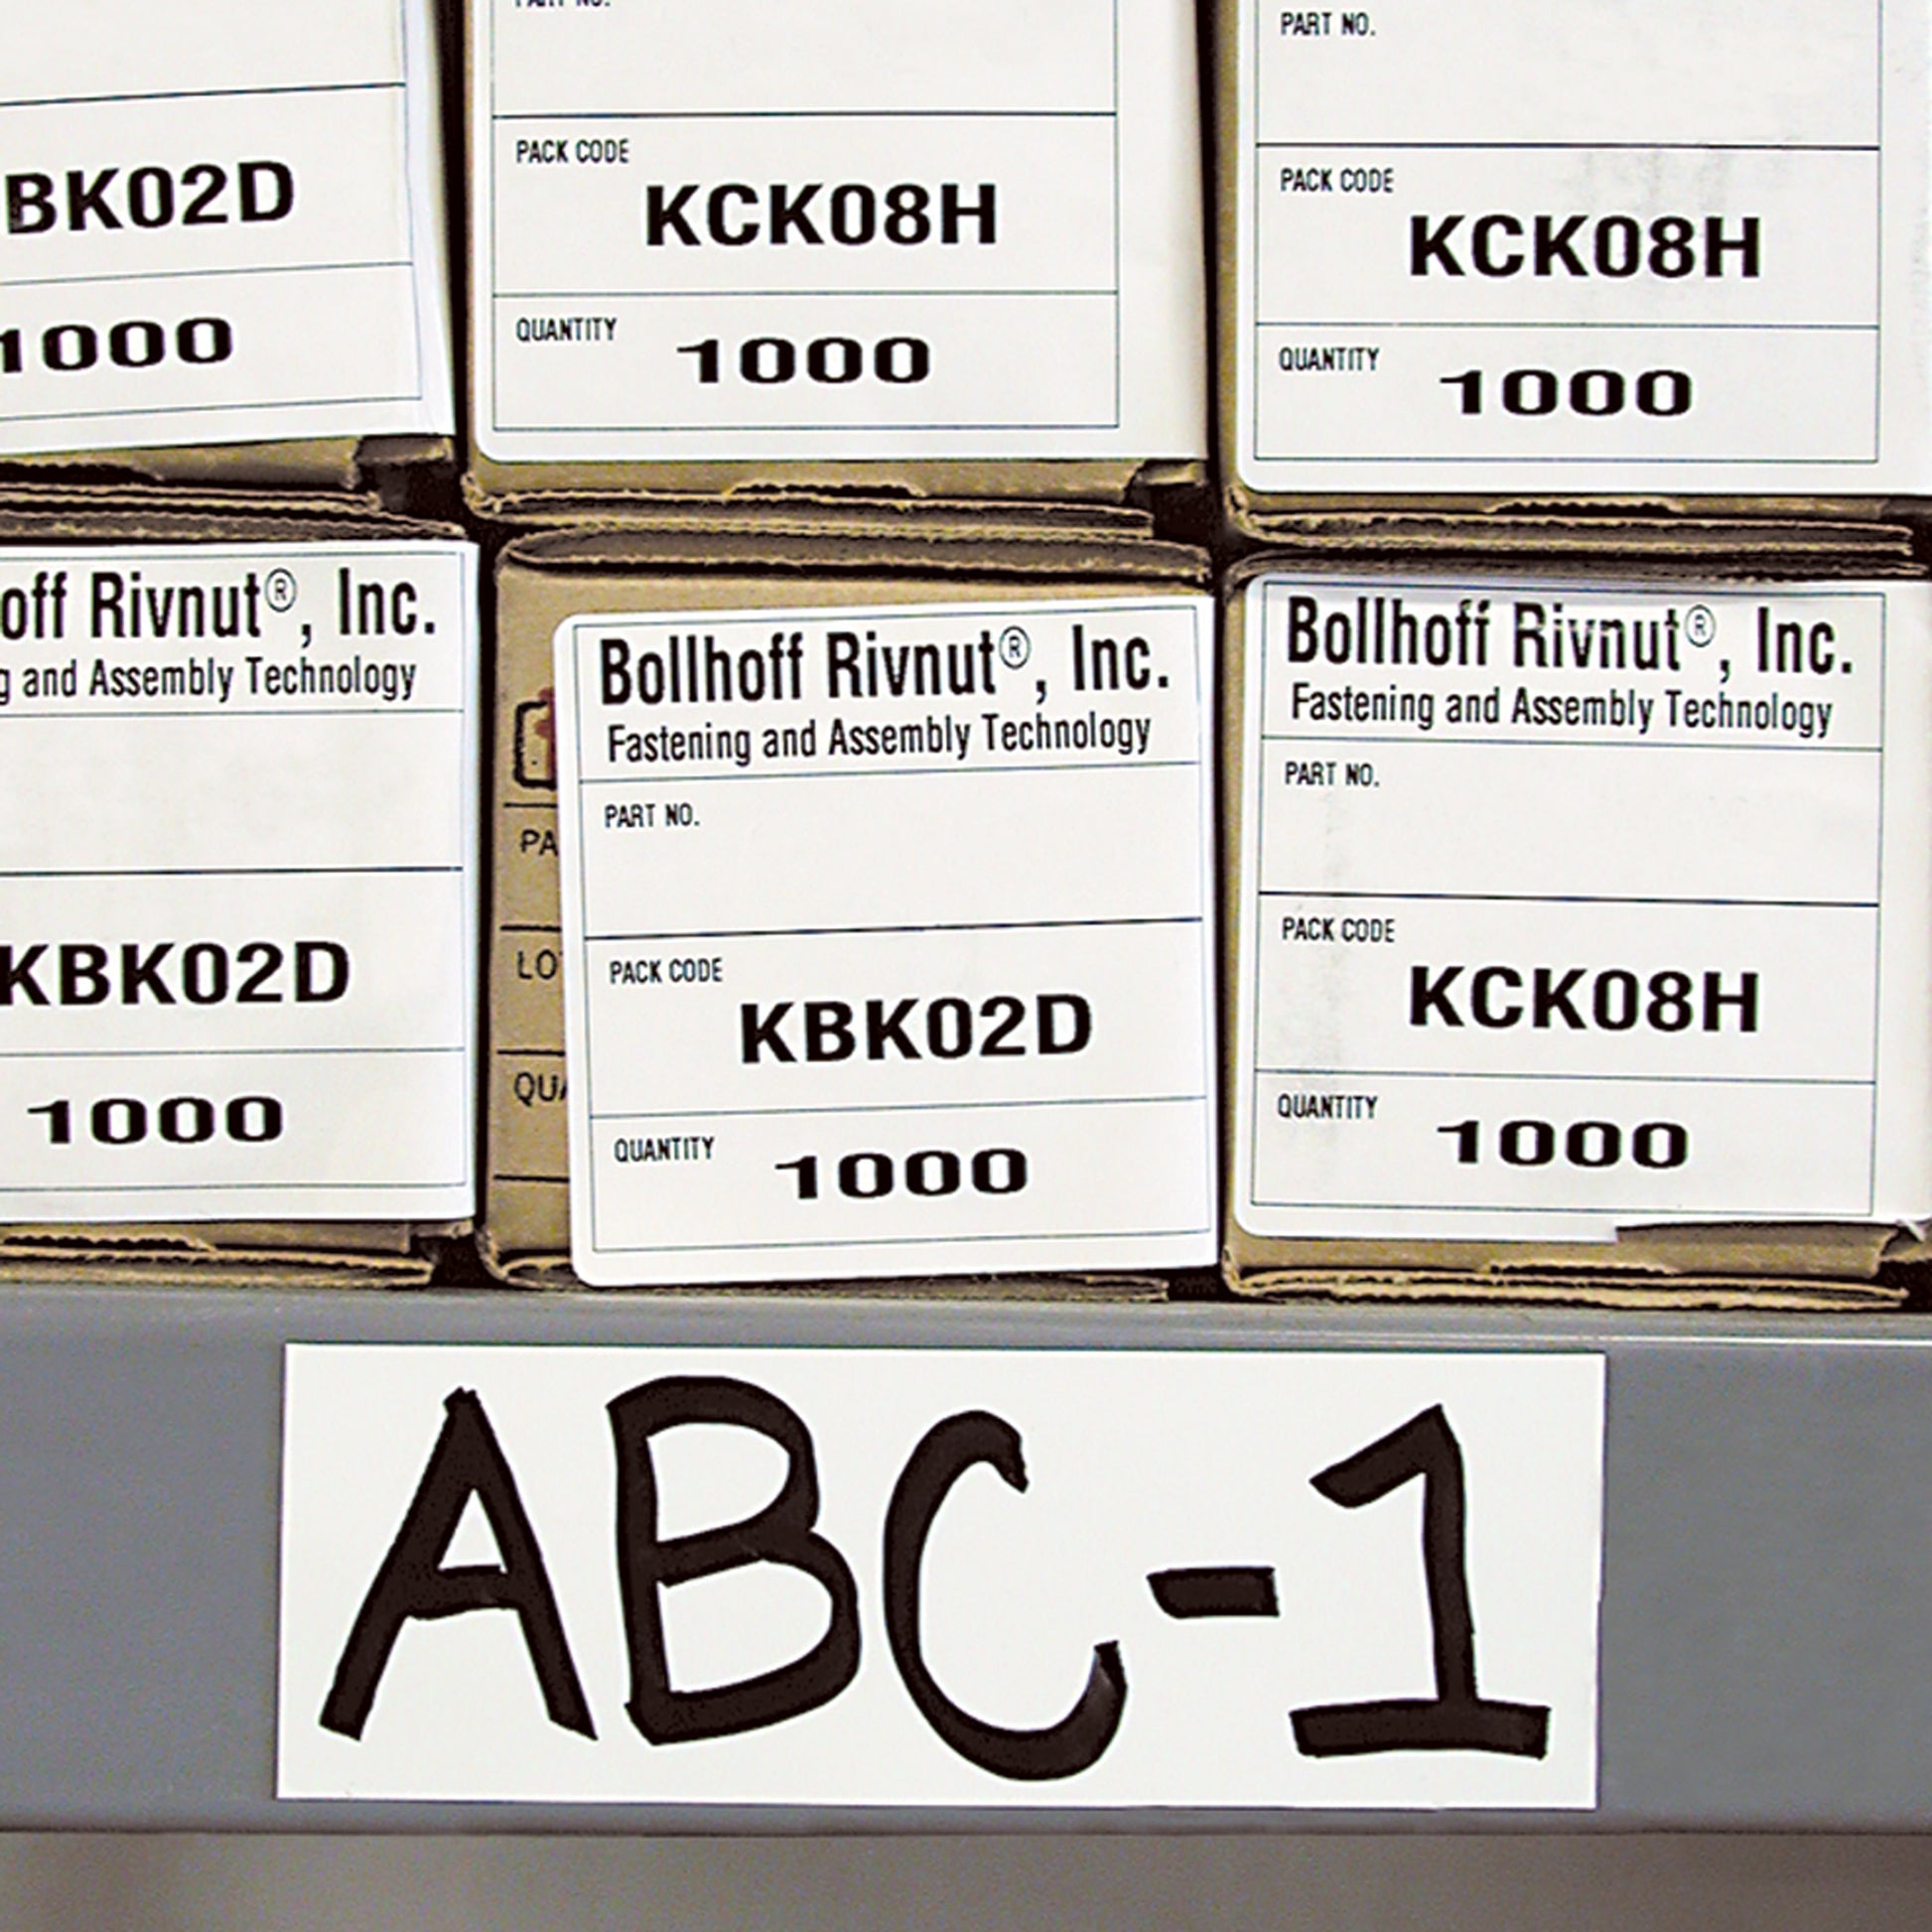 BK02D
1000
PART NO.
PACK CODE
KCK08H
QUANTITY
1000
PART NO.
PACK CODE
KCK08H
QUANTITY
1000
off Rivnut®, Inc.
g and Assembly Technology
KBK02D
1000
PA
LO
QUA
Bollhoff Rivnut®, Inc.
Fastening and Assembly Technology
PART NO.
PACK CODE
KBK02D
QUANTITY
1000
Bollhoff Rivnut®, Inc.
Fastening and Assembly Technology
PART NO.
PACK CODE
KCK08H
QUANTITY
1000
ABC-1